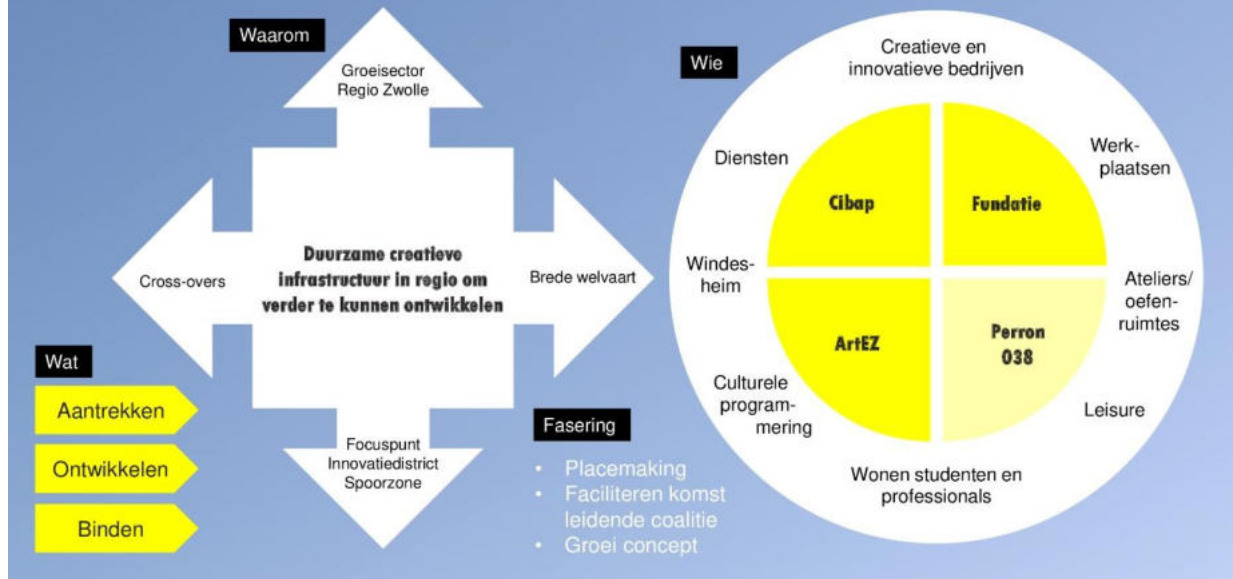 Waarom
Groeisector
Regio Zwolle
Cross-overs
Duurzame creatieve
infrastructuur in regio om
verder te kunnen ontwikkelen
Brede welvaart
Focuspunt
Innovatiedistrict
Spoorzone
Wat
Aantrekken
Ontwikkelen
Binden
Fasering
• Placemaking
• Faciliteren komst
leidende coalitie
• Groei concept
Wie
Creatieve en
innovatieve bedrijven
Diensten
Werk-
plaatsen
Cibap
Fundatie
Windes-
heim
Ateliers/
oefen-
ruimtes
ArtEZ
Perron
038
Culturele
program-
mering
Leisure
Wonen studenten en
professionals